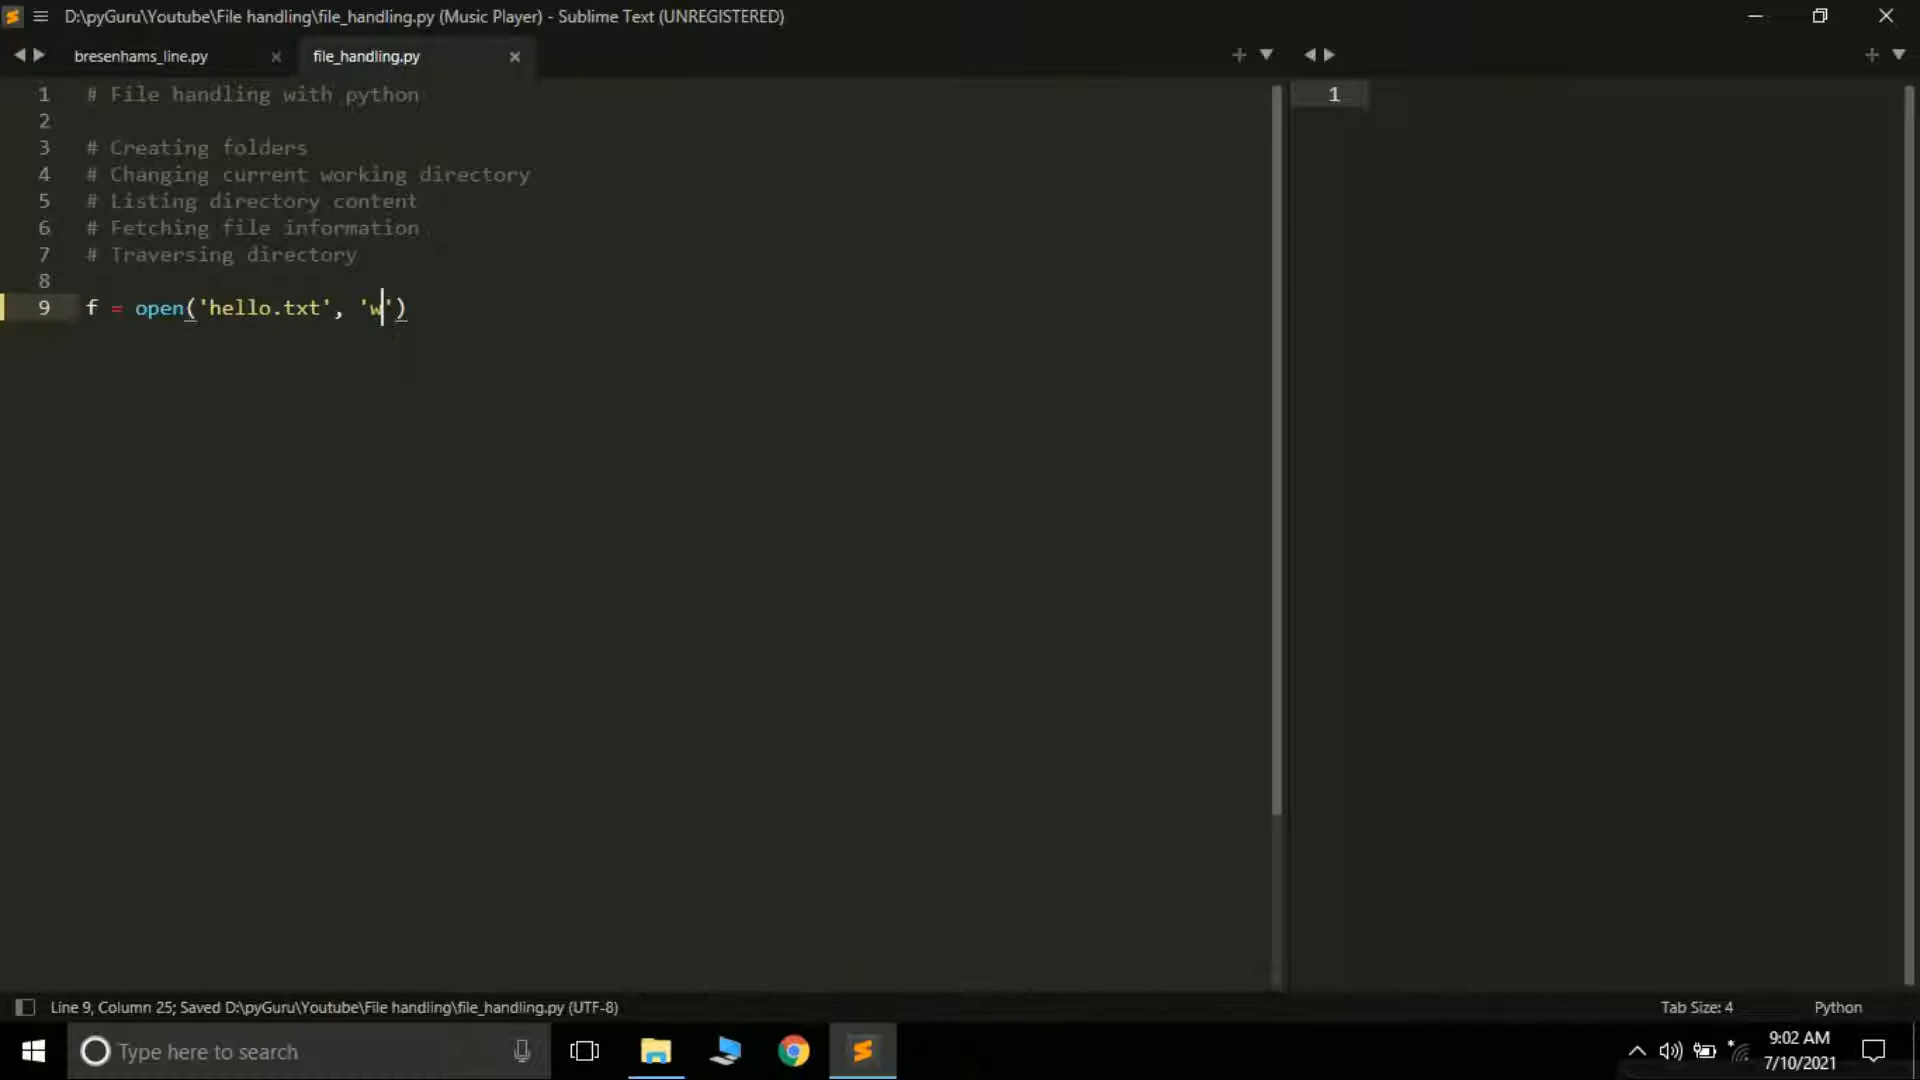 D:\pyGuru\Youtube\File handling\file_handling.py (Music Player) - Sublime Text (UNREGISTERED)
bresenhams_line.py
file_handling.py
1 # File handling with python
2
3 # Creating folders
4 # Changing current working directory
5 # Listing directory content
6 # Fetching file information
7 # Traversing directory
8
9 f = open('hello.txt', 'w')
1
Line 9, Column 25; Saved D:\pyGuru\Youtube\File handling\file_handling.py (UTF-8)
Tab Size: 4
Python
Type here to search
9:02 AM
7/10/2021